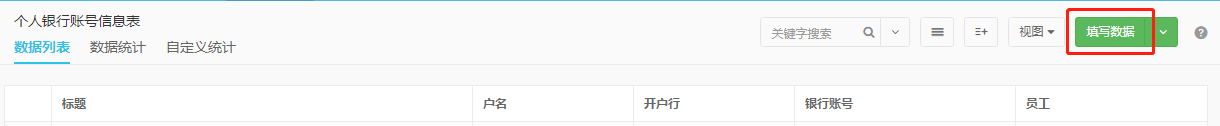 个人银行账号信息表
数据列表 数据统计 自定义统计
关键字搜索 视图 填写数据 ?
标题 户名 开户行 银行账号 员工